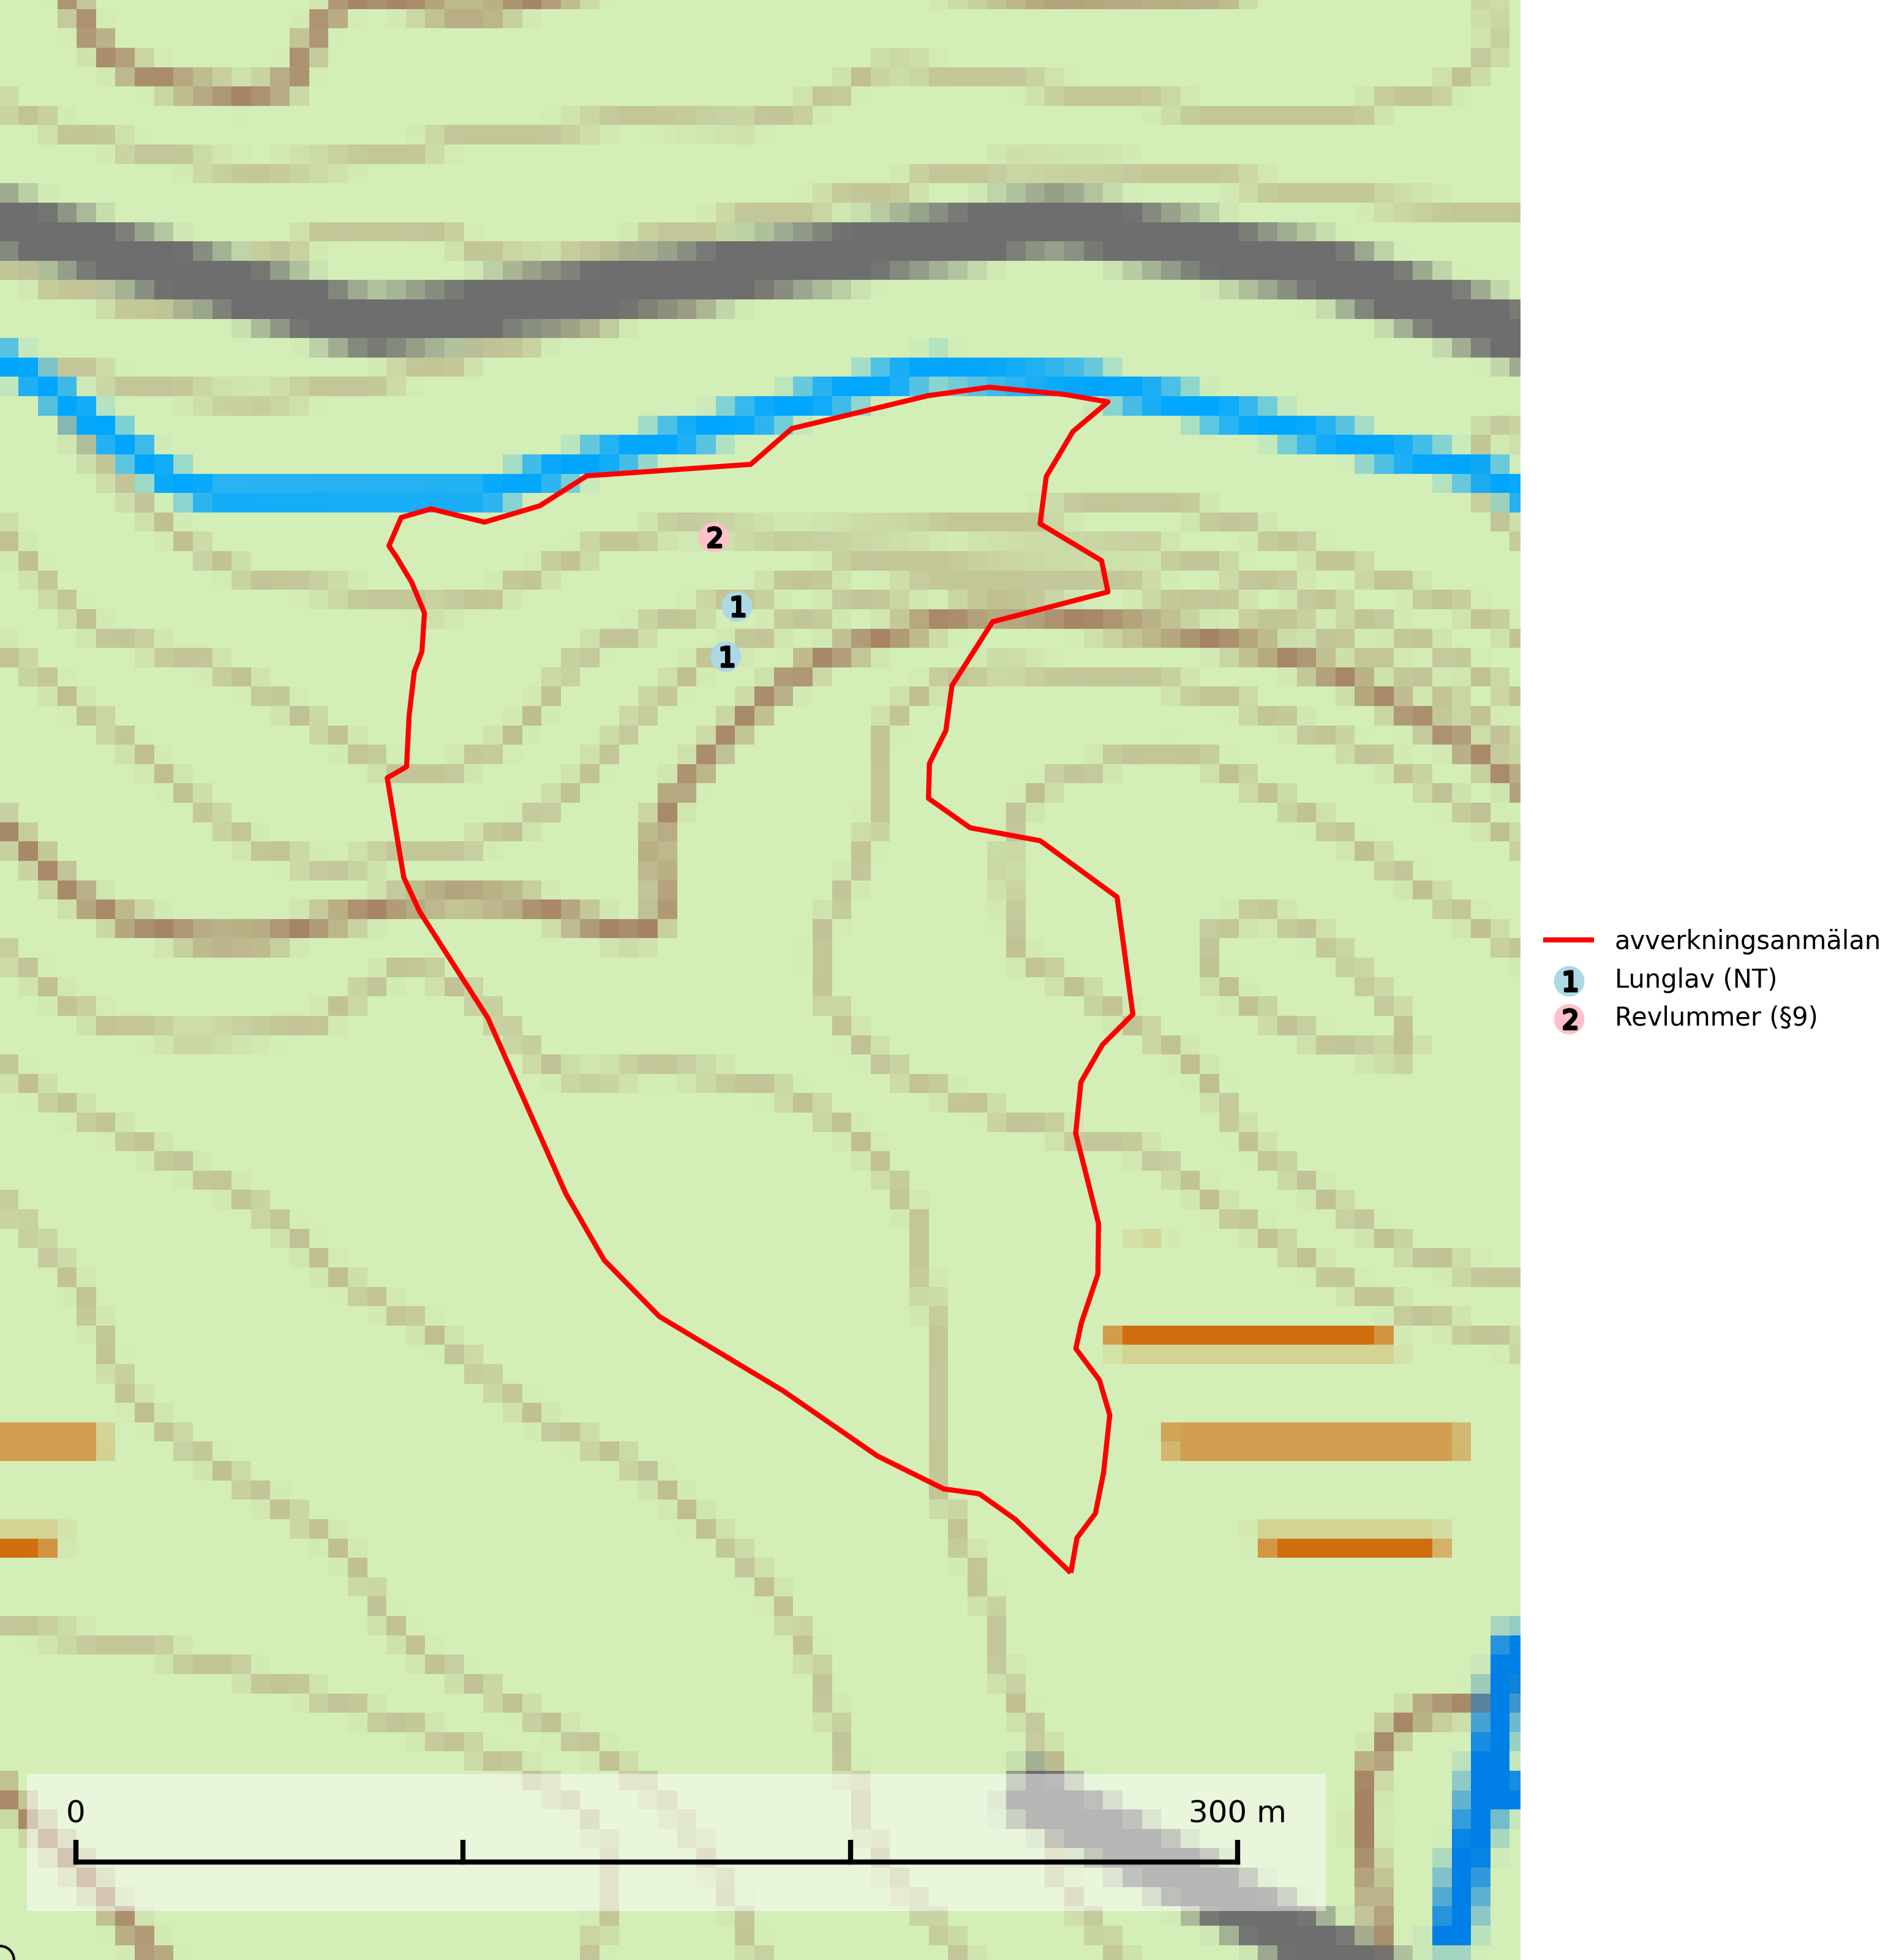 2
1
1
avverkningsanmälan
1 Lunglav (NT)
2 Revlummer (§9)
0 300 m